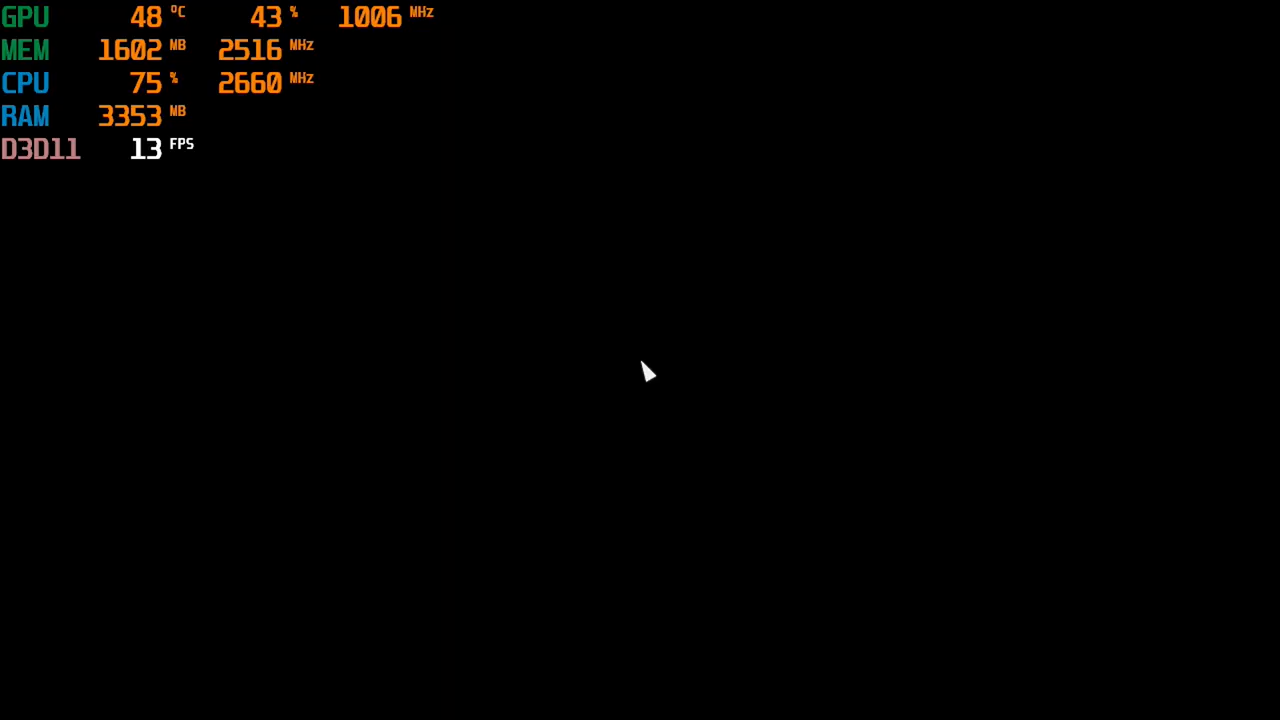 GPU 48 °C 43 % 1006 MHz
MEM 1602 MB 2516 MHz
CPU 75 % 2660 MHz
RAM 3353 MB
D3D11 13 FPS